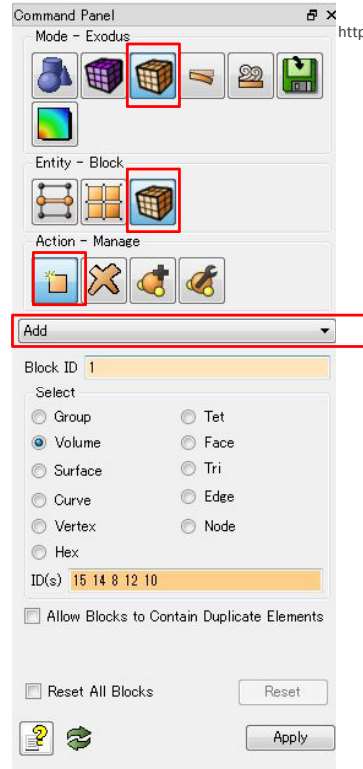 Command Panel
http
Mode - Exodus
Entity - Block
Action - Manage
Add
Block ID 1
Select
Group Tet
Volume Face
Surface Tri
Curve Edge
Vertex Node
Hex
ID(s) 15 14 8 12 10
Allow Blocks to Contain Duplicate Elements
Reset All Blocks Reset
Apply